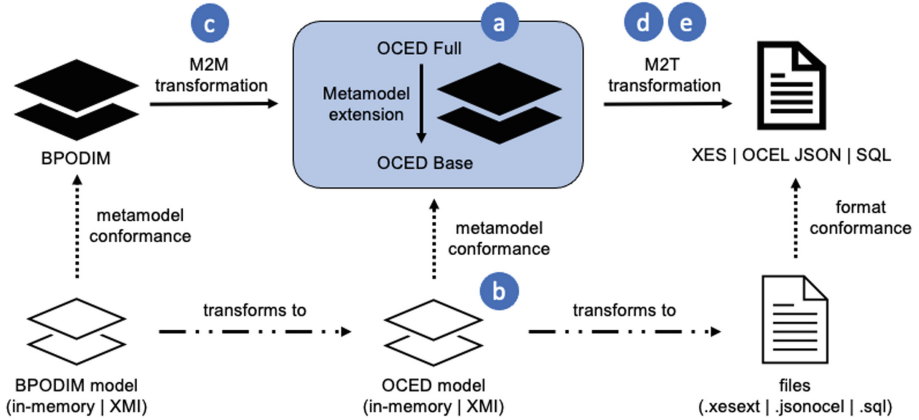 c
a
d
e
M2M
transformation
OCED Full
Metamodel
extension
OCED Base
M2T
transformation
BPODIM
XES | OCEL JSON | SQL
metamodel
conformance
metamodel
conformance
format
conformance
b
transforms to
transforms to
BPODIM model
(in-memory | XMI)
OCED model
(in-memory | XMI)
files
(.xesext | .jsonocel | .sql)